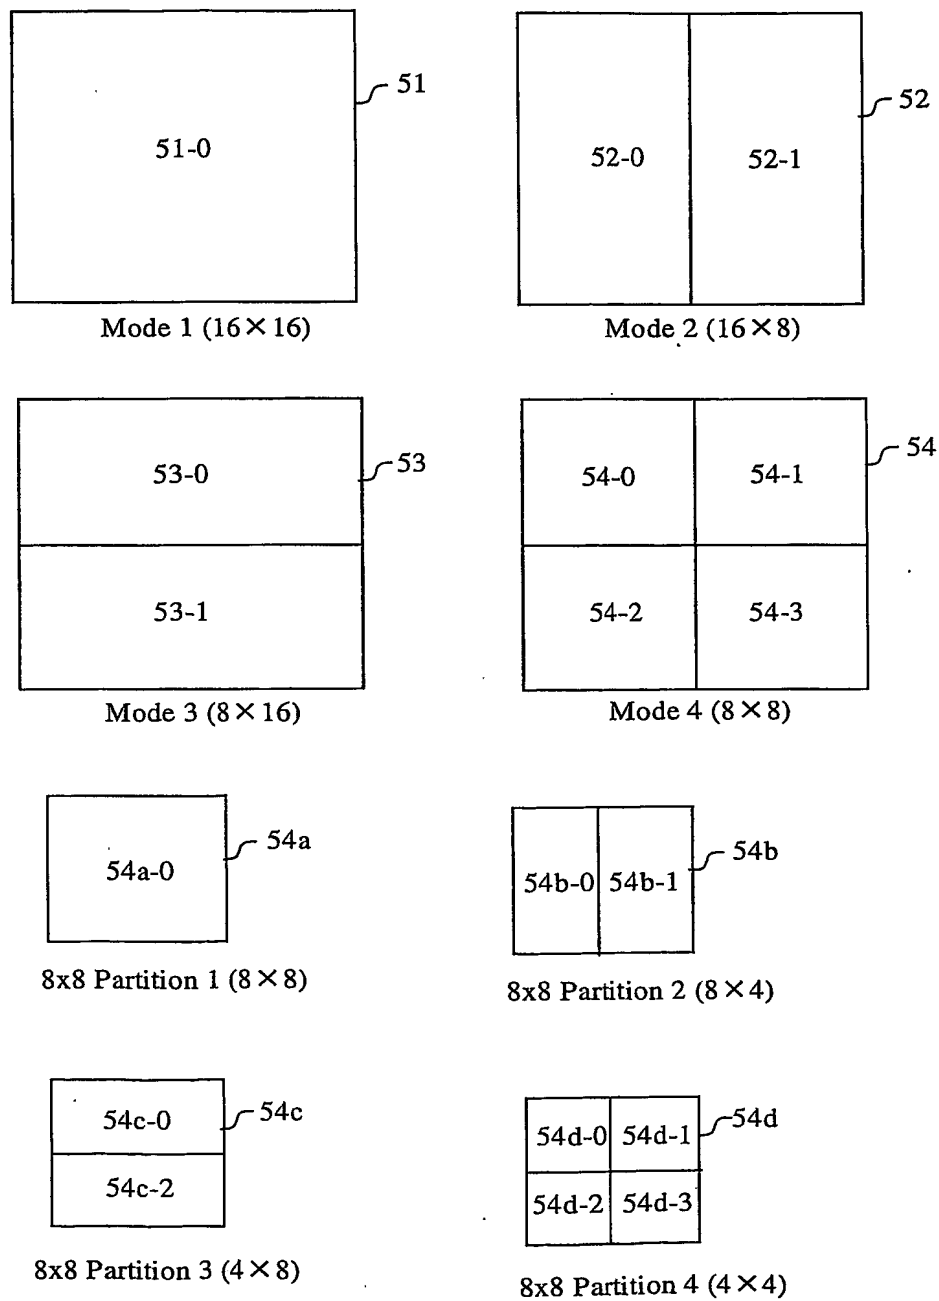 51
51-0
Mode 1 (16×16)
52
52-0
52-1
Mode 2 (16×8)
53
53-0
53-1
Mode 3 (8×16)
54
54-0
54-1
54-2
54-3
Mode 4 (8×8)
54a
54a-0
8x8 Partition 1 (8×8)
54b
54b-0
54b-1
8x8 Partition 2 (8×4)
54c
54c-0
54c-2
8x8 Partition 3 (4×8)
54d
54d-0
54d-1
54d-2
54d-3
8x8 Partition 4 (4×4)